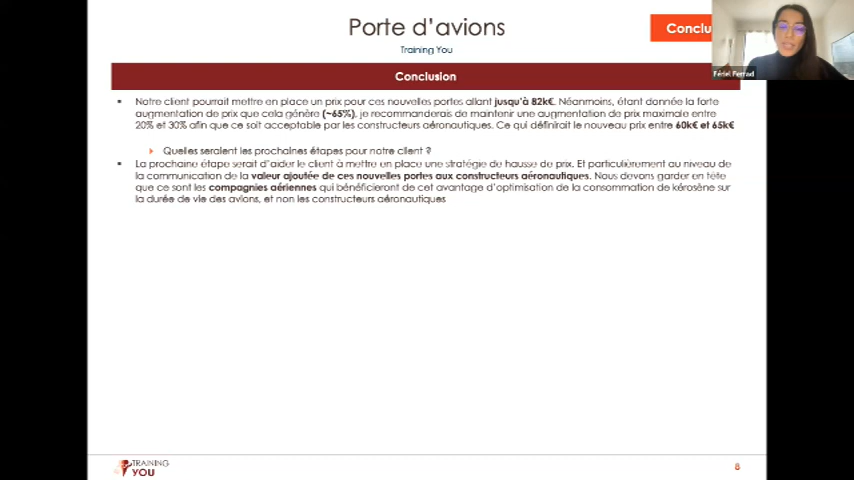 Porte d'avions
Training You
Conclu
Fériel Ferrad
Conclusion
▪ Notre client pourrait mettre en place un prix pour ces nouvelles portes allant jusqu'à 82k€. Néanmoins, étant donnée la forte
augmentation de prix que cela génère (~65%), je recommanderais de maintenir une augmentation de prix maximale entre
20% et 30% afin que ce soit acceptable par les constructeurs aéronautiques. Ce qui définirait le nouveau prix entre 60k€ et 65k€
Quelles seraient les prochaines étapes pour notre client ?
▪ La prochaine étape serait d'aider le client à mettre en place une stratégie de hausse de prix. Et particulièrement au niveau de
la communication de la valeur ajoutée de ces nouvelles portes aux constructeurs aéronautiques. Nous devons garder en tête
que ce sont les compagnies aériennes qui bénéficieront de cet avantage d'optimisation de la consommation de kérosène sur
la durée de vie des avions, et non les constructeurs aéronautiques
TRAINING
YOU
8